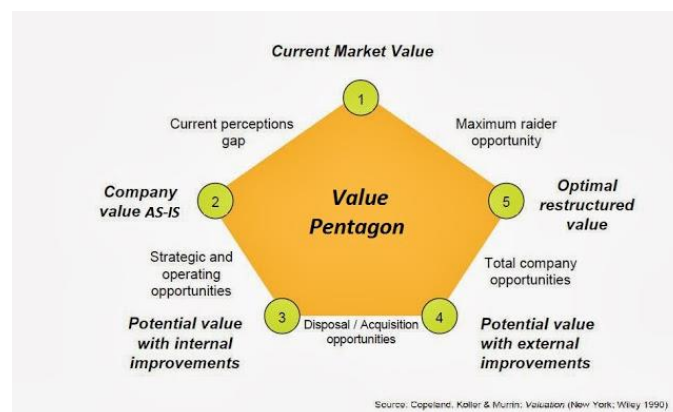 Current Market Value
1
Current perceptions
gap
Maximum raider
opportunity
Company
value AS-IS
2
Value
Pentagon
5
Optimal
restructured
value
Strategic and
operating
opportunities
Total company
opportunities
3
Disposal / Acquisition
opportunities
4
Potential value
with internal
improvements
Potential value
with external
improvements
Source: Copeland, Koller & Murrin; Valuation (New York; Wiley 1990)